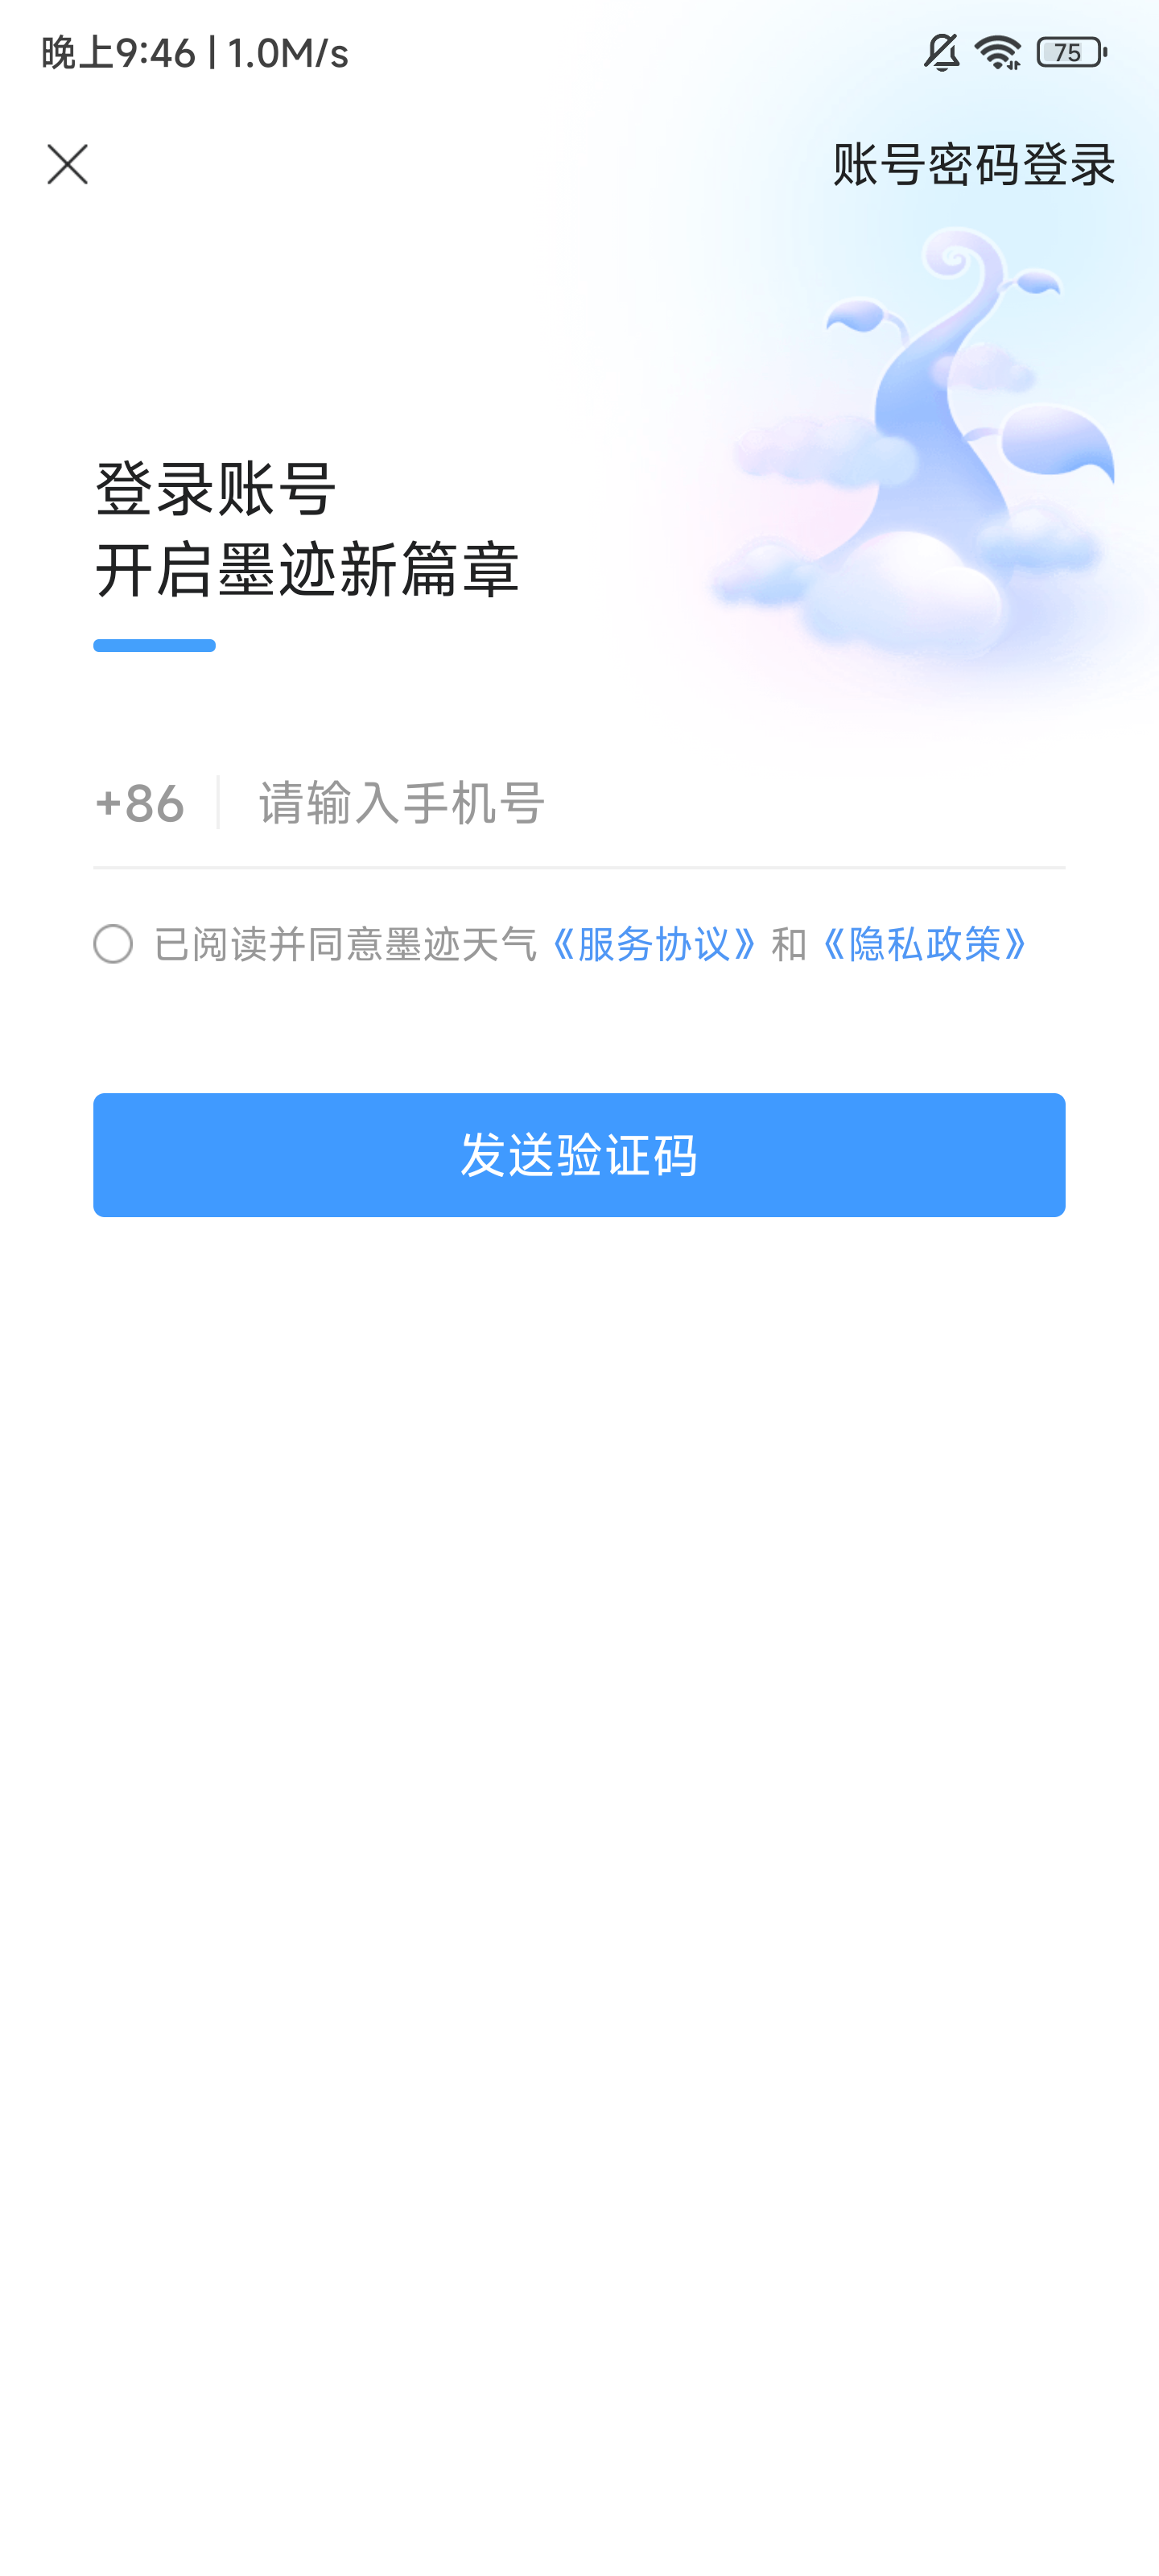 晚上9:46 | 1.0M/s
75
账号密码登录
登录账号
开启墨迹新篇章
+86 请输入手机号
已阅读并同意墨迹天气《服务协议》和《隐私政策》
发送验证码